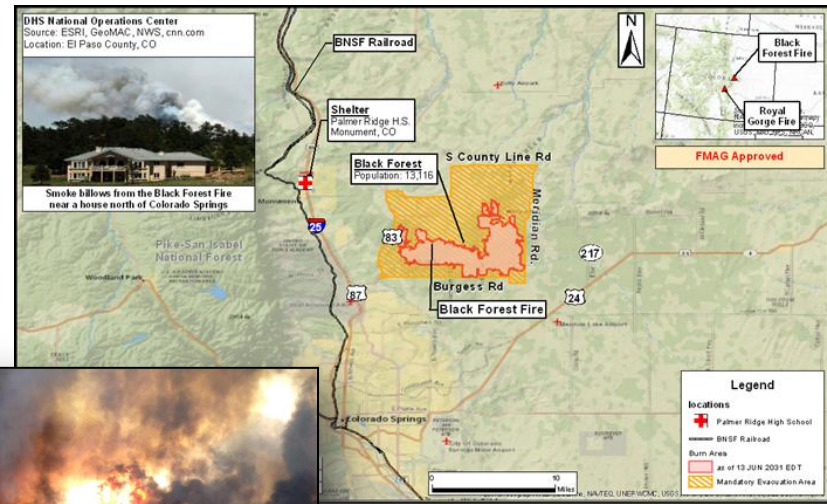 DHS National Operations Center
Source: ESRI, GeoMAC, NWS, cnn.com
Location: El Paso County, CO
Smoke billows from the Black Forest Fire
near a house north of Colorado Springs
BNSF Railroad
Shelter
Palmer Ridge H.S.
Monument, CO
Black Forest
Population: 13,116
S County Line Rd
Meridian Rd.
Monument
25
83
Pike-San Isabel
National Forest
Woodland Park
87
Burgess Rd
Black Forest Fire
217
24
Colorado Springs
N
Black
Forest Fire
Royal
Gorge Fire
FMAG Approved
Legend
locations
Palmer Ridge High School
BNSF Railroad
Burn Area
as of 13 JUN 2031 EDT
Mandatory Evacuation Area
0
10
Miles